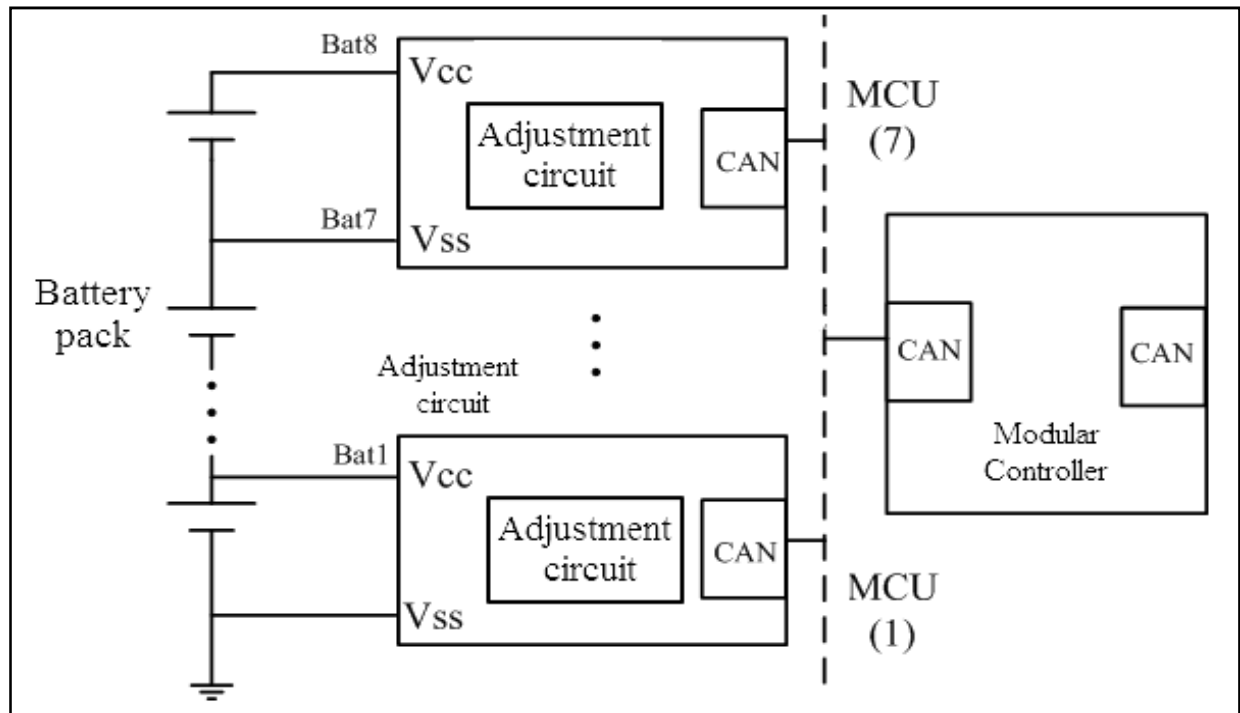 Bat8
Vcc
Adjustment
circuit
CAN
MCU
(7)
Bat7
Vss
Battery
pack
Adjustment
circuit
CAN
CAN
Modular
Controller
Bat1
Vcc
Adjustment
circuit
CAN
Vss
MCU
(1)